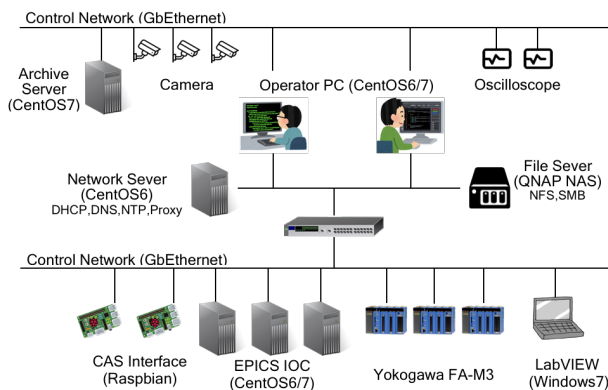 Control Network (GbEthernet)
Archive
Server
(CentOS7)
Camera
Operator PC (CentOS6/7)
Oscilloscope
Network Sever
(CentOS6)
DHCP,DNS,NTP,Proxy
File Sever
(QNAP NAS)
NFS,SMB
Control Network (GbEthernet)
CAS Interface
(Raspbian)
EPICS IOC
(CentOS6/7)
Yokogawa FA-M3
LabVIEW
(Windows7)